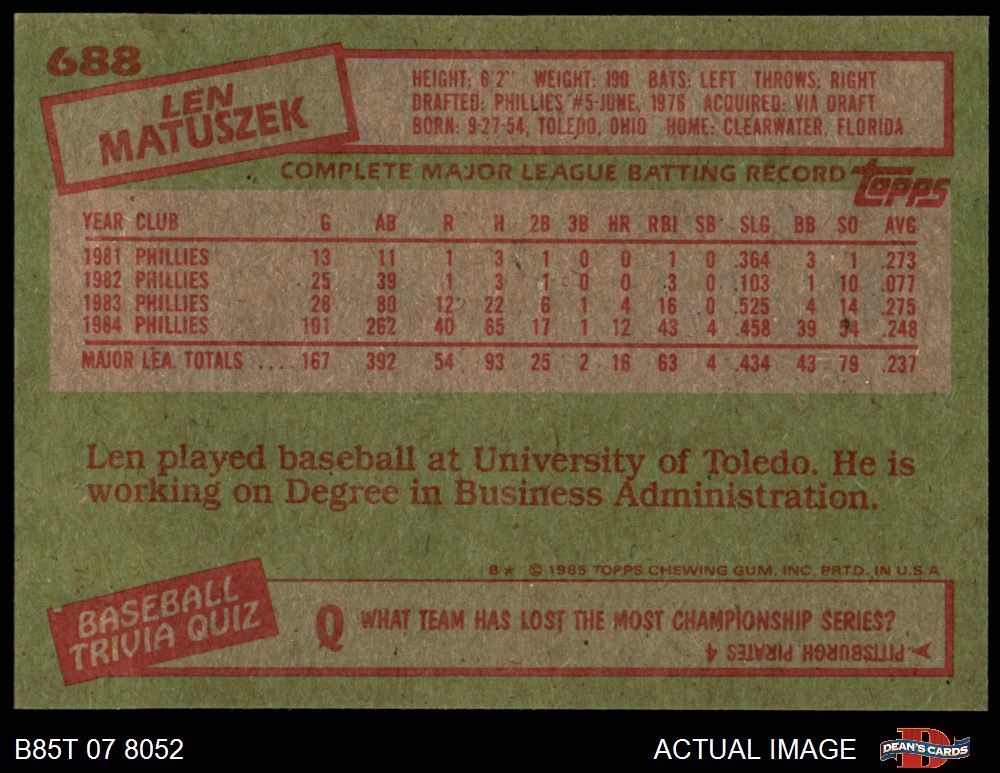 688
LEN
MATUSZEK
HEIGHT: 6'2" WEIGHT: 190 BATS: LEFT THROWS: RIGHT
DRAFTED: PHILLIES #5-JUNE, 1976 ACQUIRED: VIA DRAFT
BORN: 9-27-54, TOLEDO, OHIO HOME: CLEARWATER, FLORIDA
COMPLETE MAJOR LEAGUE BATTING RECORD topps
YEAR CLUB G AB R H 2B 3B HR RBI SB SLG BB SO AVG
1981 PHILLIES 13 11 1 3 1 0 0 1 0 .364 3 1 .273
1982 PHILLIES 25 39 1 3 1 0 0 3 0 .103 1 10 .077
1983 PHILLIES 28 80 12 22 6 1 4 16 0 .525 4 14 .275
1984 PHILLIES 101 262 40 65 17 1 12 43 4 .458 39 54 .248
MAJOR LEA. TOTALS .... 167 392 54 93 25 2 16 63 4 .434 43 79 .237
Len played baseball at University of Toledo. He is
working on Degree in Business Administration.
B* © 1985 TOPPS CHEWING GUM, INC. PRTD. IN U.S.A
BASEBALL
TRIVIA QUIZ
Q WHAT TEAM HAS LOST THE MOST CHAMPIONSHIP SERIES?
A PITTSBURGH PIRATES 4
B85T 07 8052
ACTUAL IMAGE
D
DEAN'S CARDS